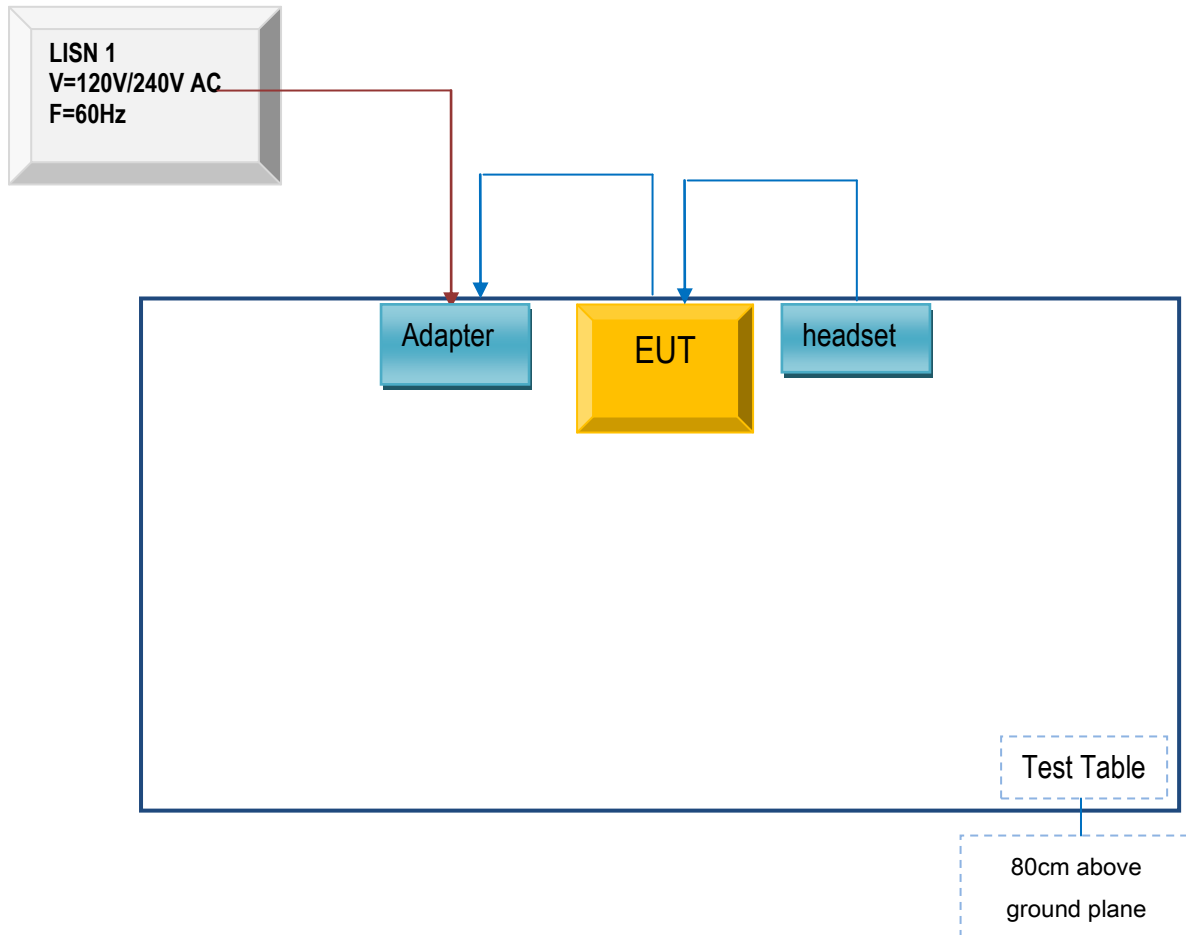 LISN 1
V=120V/240V AC
F=60Hz
Adapter
EUT
headset
Test Table
80cm above
ground plane